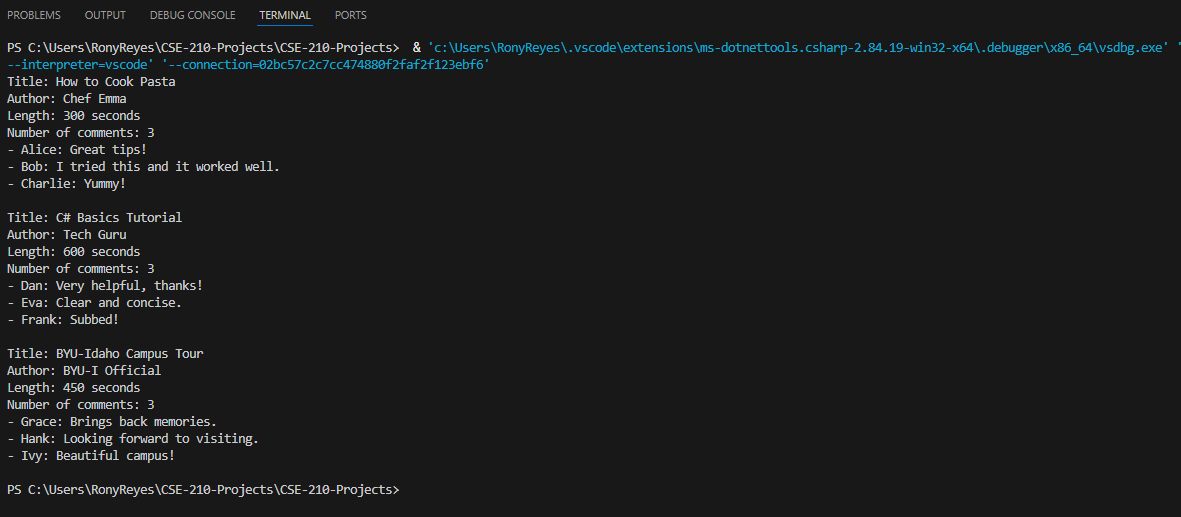 PROBLEMS OUTPUT DEBUG CONSOLE TERMINAL PORTS
PS C:\Users\RonyReyes\CSE-210-Projects\CSE-210-Projects>  & 'c:\Users\RonyReyes\.vscode\extensions\ms-dotnettools.csharp-2.84.19-win32-x64\.debugger\x86_64\vsdbg.exe' '
--interpreter=vscode' '--connection=02bc57c2c7cc474880f2faf2f123ebf6'
Title: How to Cook Pasta
Author: Chef Emma
Length: 300 seconds
Number of comments: 3
- Alice: Great tips!
- Bob: I tried this and it worked well.
- Charlie: Yummy!
Title: C# Basics Tutorial
Author: Tech Guru
Length: 600 seconds
Number of comments: 3
- Dan: Very helpful, thanks!
- Eva: Clear and concise.
- Frank: Subbed!
Title: BYU-Idaho Campus Tour
Author: BYU-I Official
Length: 450 seconds
Number of comments: 3
- Grace: Brings back memories.
- Hank: Looking forward to visiting.
- Ivy: Beautiful campus!
PS C:\Users\RonyReyes\CSE-210-Projects\CSE-210-Projects>